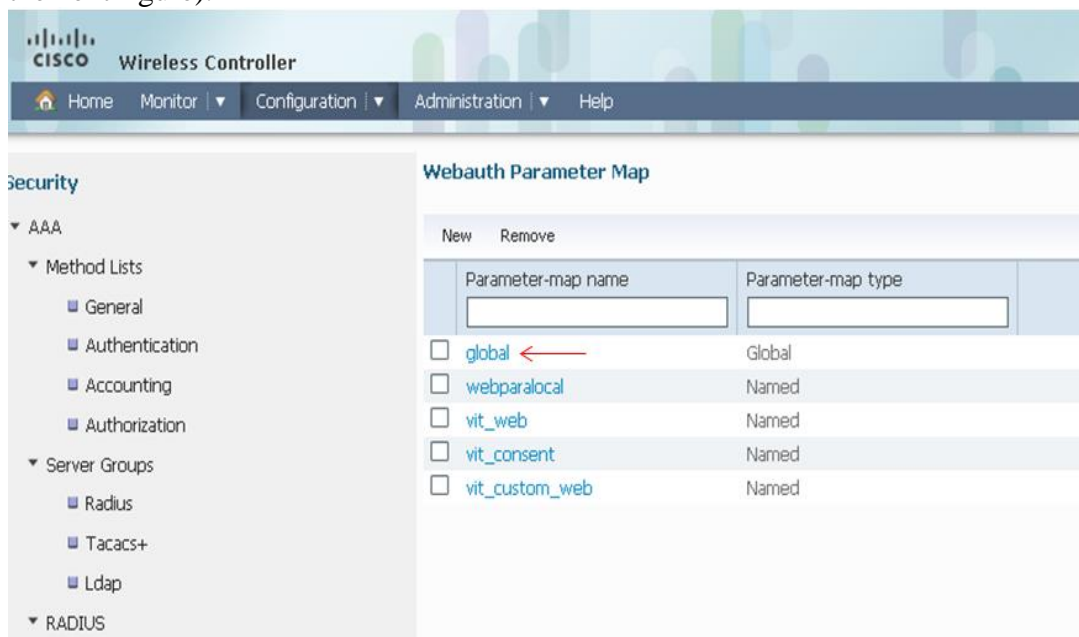 CISCO Wireless Controller
Home Monitor Configuration Administration Help
Security
AAA
Method Lists
General
Authentication
Accounting
Authorization
Server Groups
Radius
Tacacs+
Ldap
RADIUS
Webauth Parameter Map
New Remove
Parameter-map name Parameter-map type
global Global
webparalocal Named
vit_web Named
vit_consent Named
vit_custom_web Named